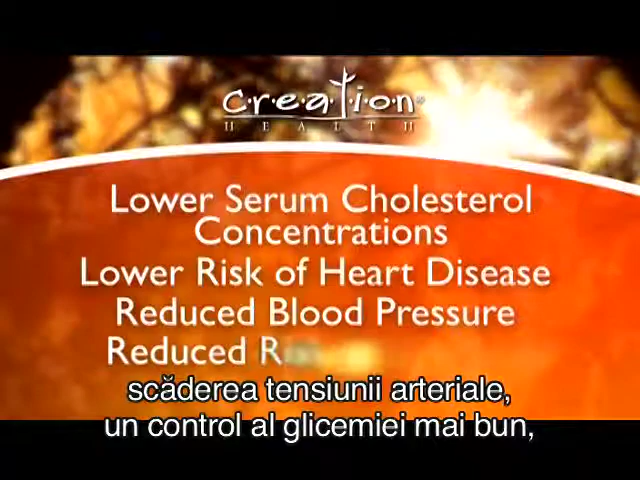 C·r·e·a·t·i·o·n
HEALTH
Lower Serum Cholesterol
Concentrations
Lower Risk of Heart Disease
Reduced Blood Pressure
Reduced
scăderea tensiunii arteriale,
un control al glicemiei mai bun,